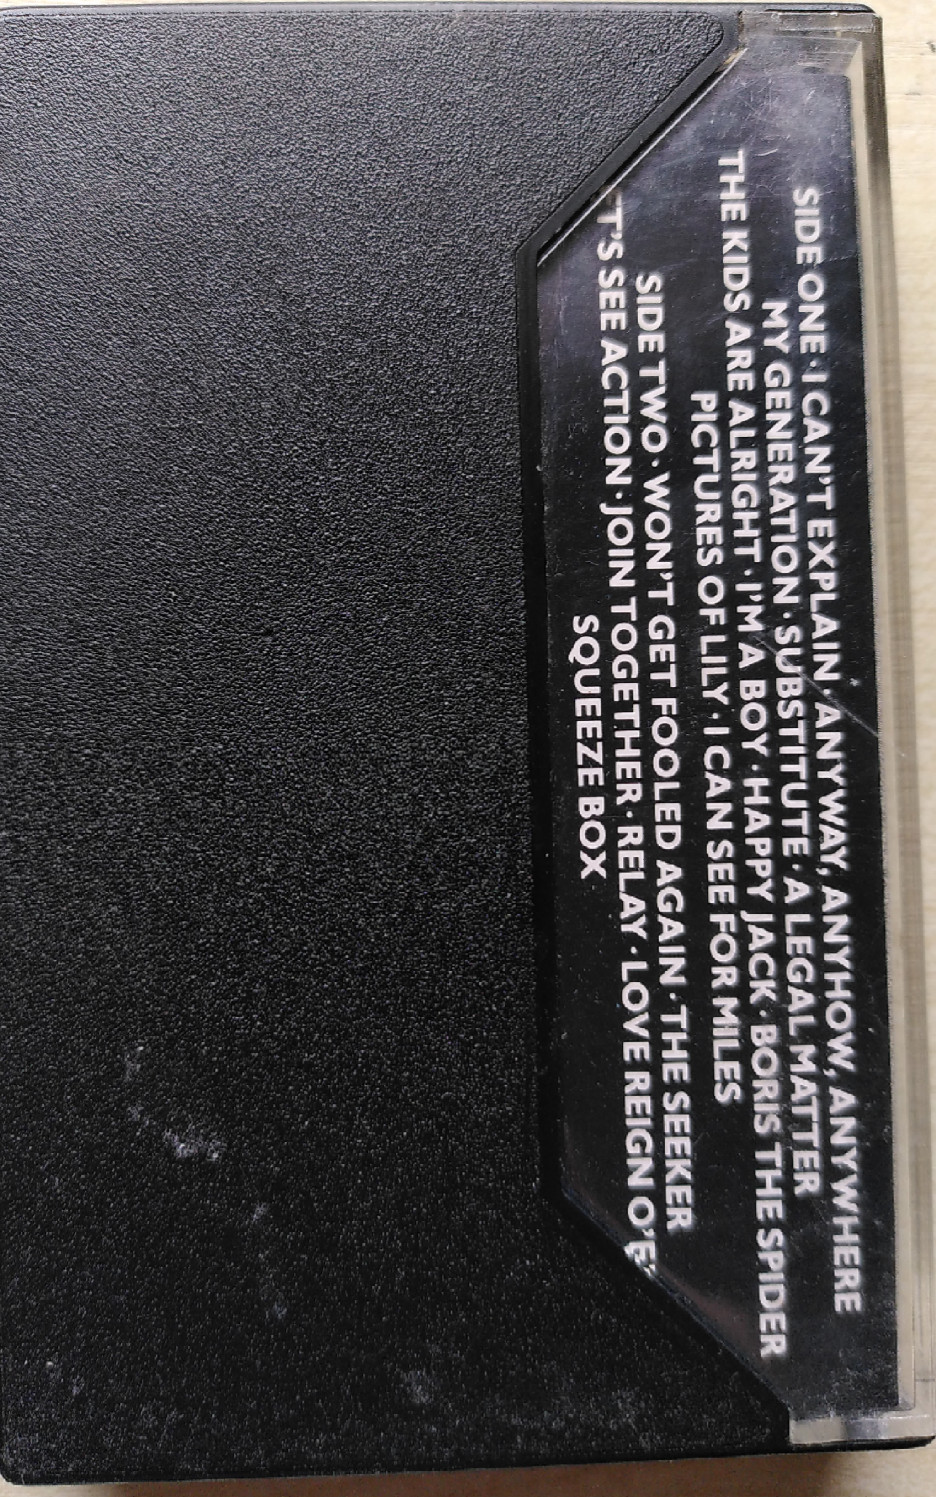 SIDE ONE · I CAN'T EXPLAIN · ANYWAY, ANYHOW, ANYWHERE
MY GENERATION · SUBSTITUTE · A LEGAL MATTER
THE KIDS ARE ALRIGHT · I'M A BOY · HAPPY JACK · BORIS THE SPIDER
PICTURES OF LILY · I CAN SEE FOR MILES
SIDE TWO · WON'T GET FOOLED AGAIN · THE SEEKER
T'S SEE ACTION · JOIN TOGETHER · RELAY · LOVE REIGN O'E
SQUEEZE BOX